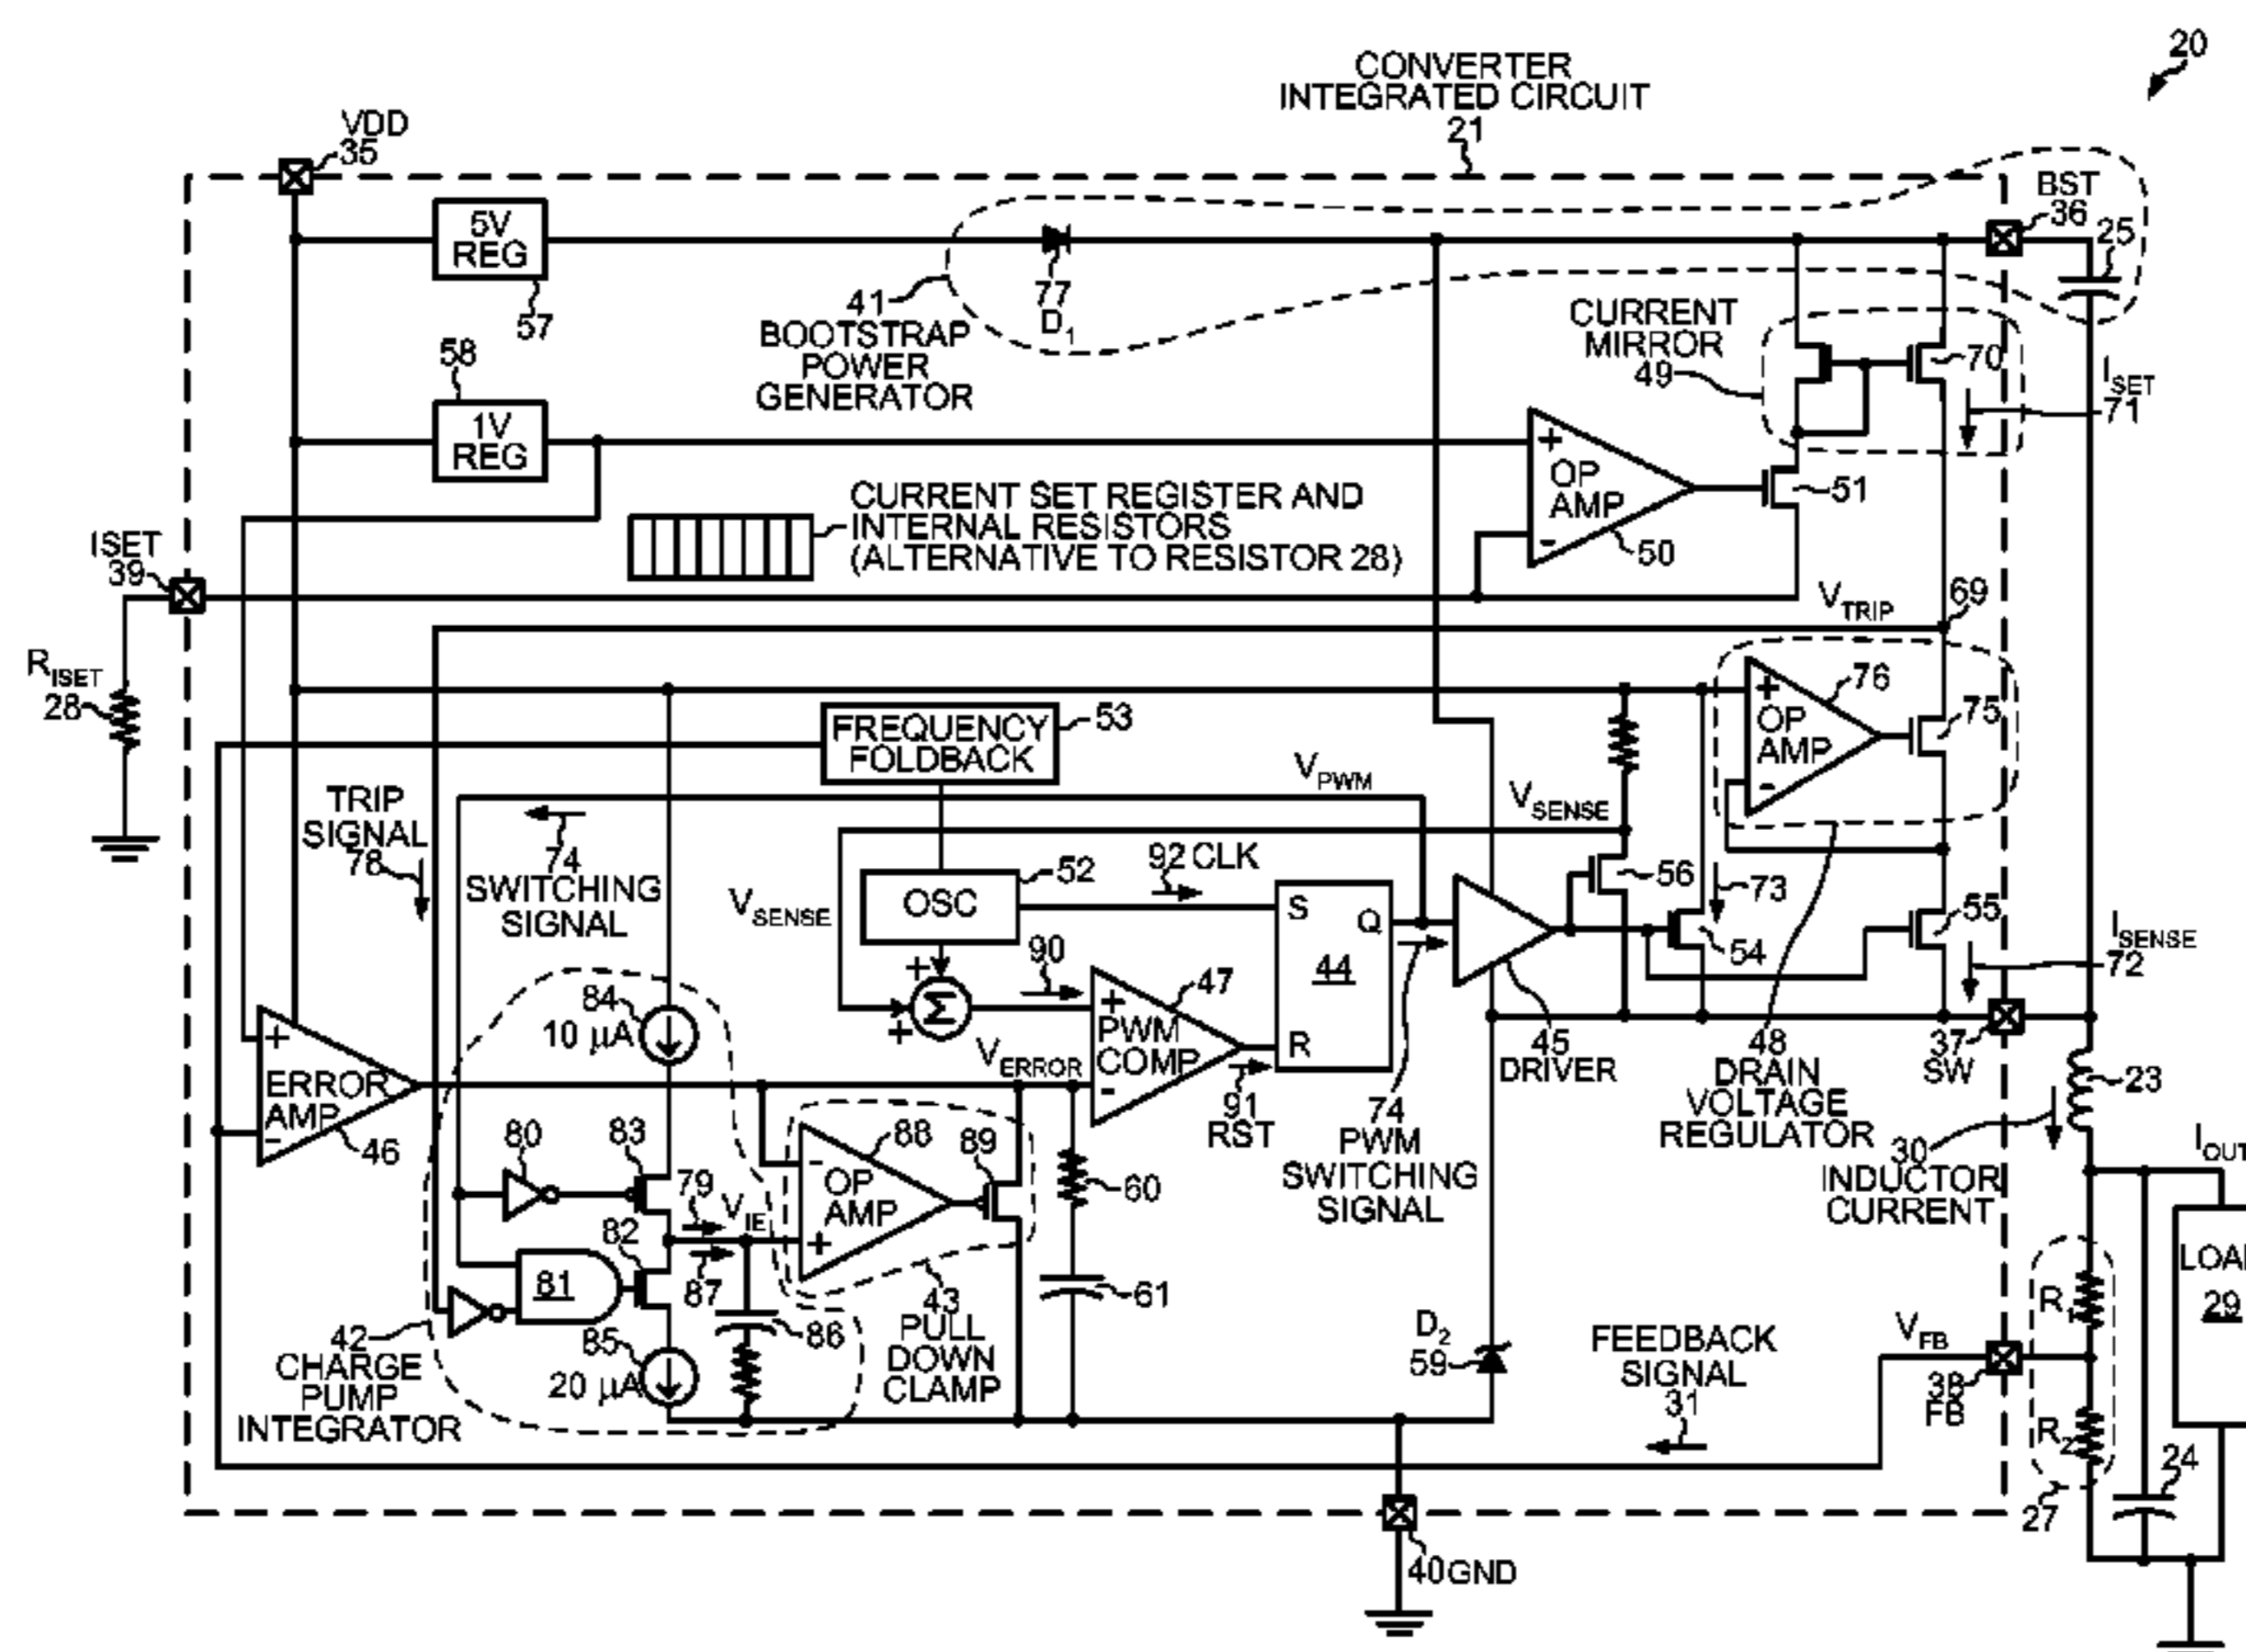 20
CONVERTER
INTEGRATED CIRCUIT
21
VDD
35
BST
36
25
5V
REG
57
77
D1
41
BOOTSTRAP
POWER
GENERATOR
CURRENT
MIRROR
49
70
ISET
71
58
1V
REG
+
OP
AMP
-
50
51
CURRENT SET REGISTER AND
INTERNAL RESISTORS
(ALTERNATIVE TO RESISTOR 28)
ISET
39
RISET
28
VTRIP
69
+
OP
AMP
-
76
75
FREQUENCY
FOLDBACK
53
VPWM
VSENSE
TRIP
SIGNAL
78
74
SWITCHING
SIGNAL
VSENSE
OSC
52
92 CLK
S
Q
44
R
56
73
54
55
ISENSE
72
+
+
Σ
90
+
PWM
COMP
-
47
84
10 μA
VERROR
91
RST
74
PWM
SWITCHING
SIGNAL
45
DRIVER
48
DRAIN
VOLTAGE
REGULATOR
37
SW
23
30
INDUCTOR
CURRENT
IOUT
+
ERROR
AMP
-
46
80
83
79
VIE
82
87
81
-
OP
AMP
+
88
89
60
61
43
PULL
DOWN
CLAMP
86
42
CHARGE
PUMP
INTEGRATOR
85
20 μA
D2
59
FEEDBACK
SIGNAL
31
VFB
38
FB
R1
R2
27
24
LOA
29
40 GND